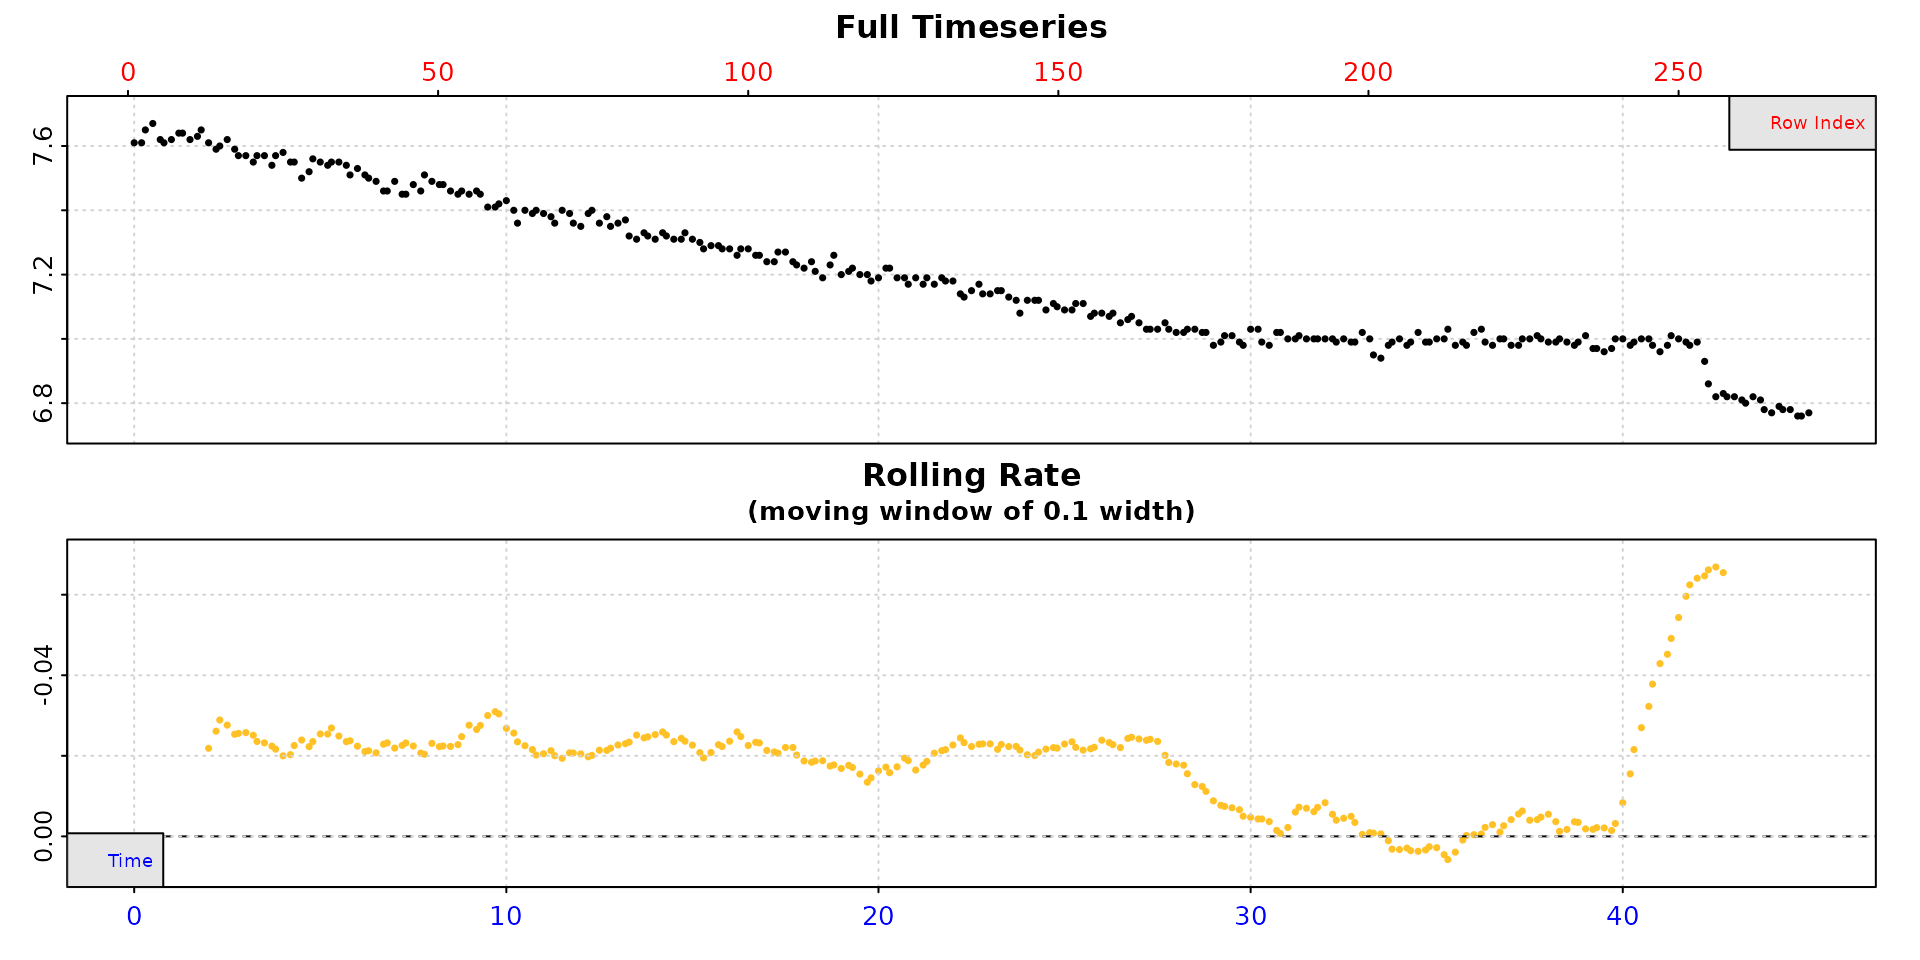 Full Timeseries
0 50 100 150 200 250
Row Index
7.6
7.2
6.8
Rolling Rate
(moving window of 0.1 width)
-0.04
0.00
Time
0 10 20 30 40